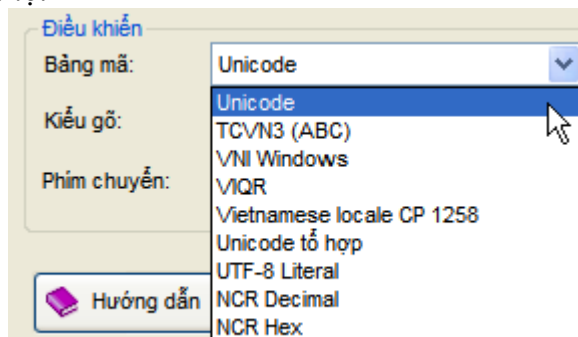 Điều khiển
Bảng mã: Unicode
Unicode
Kiểu gõ:
TCVN3 (ABC)
VNI Windows
Phím chuyển:
VIQR
Vietnamese locale CP 1258
Unicode tổ hợp
UTF-8 Literal
Hướng dẫn
NCR Decimal
NCR Hex